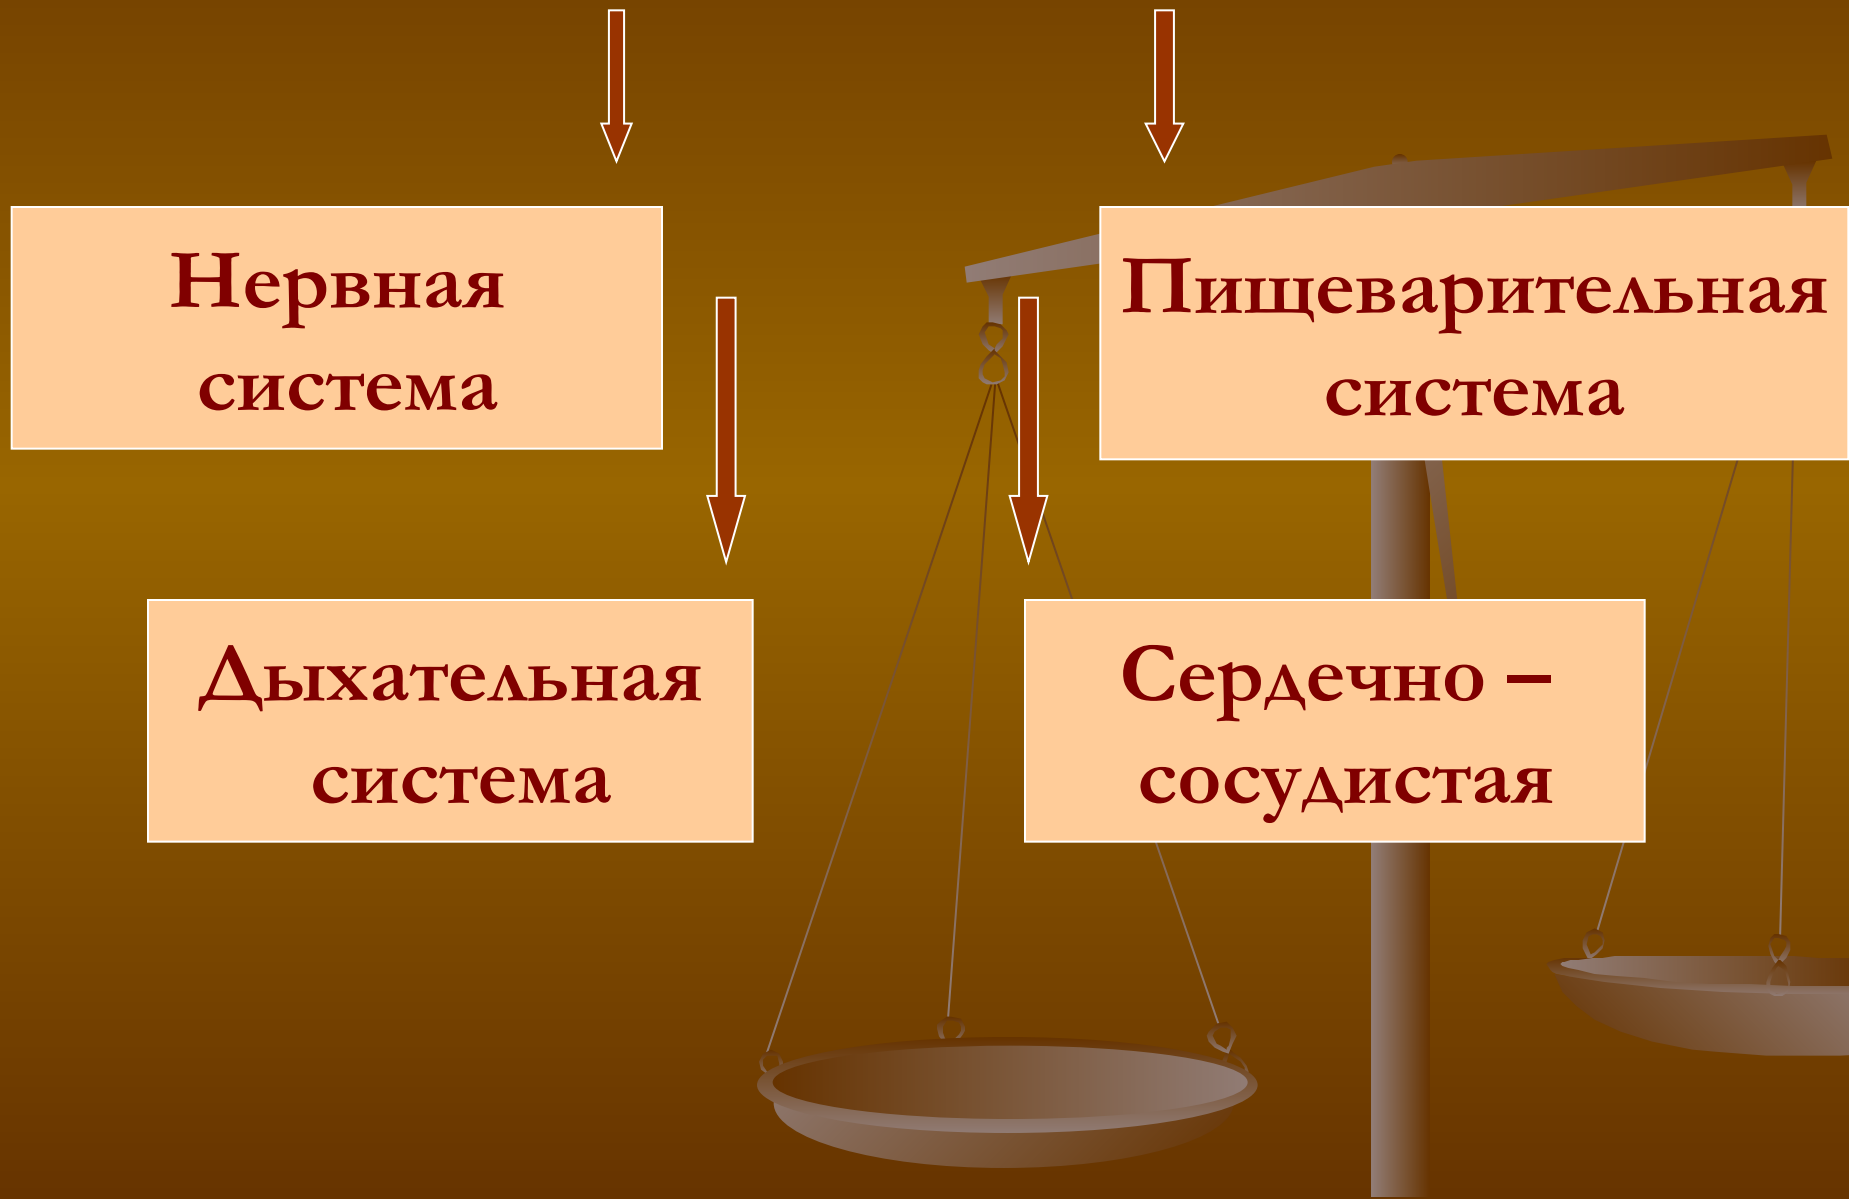 Нервная
система
Пищеварительная
система
Дыхательная
система
Сердечно –
сосудистая